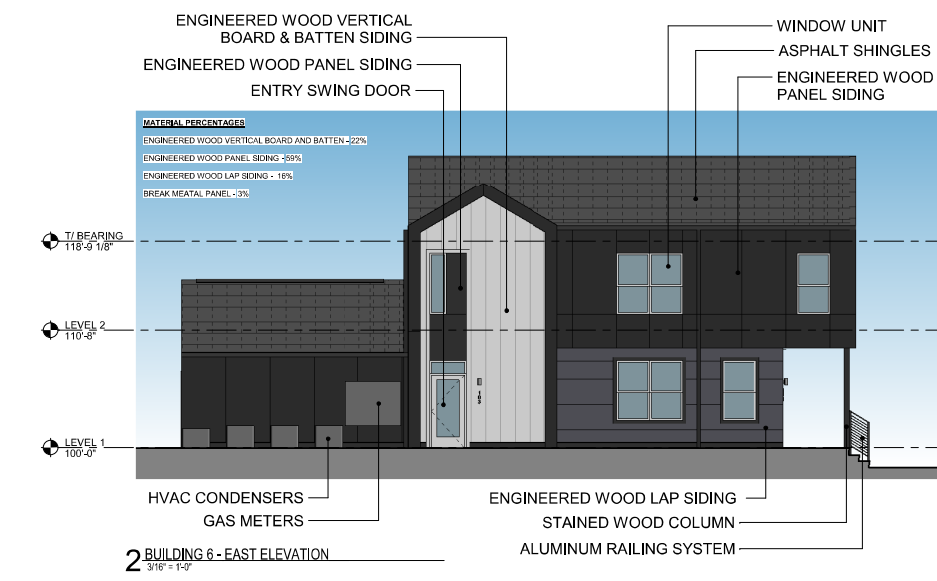 ENGINEERED WOOD VERTICAL
BOARD & BATTEN SIDING
ENGINEERED WOOD PANEL SIDING
ENTRY SWING DOOR
WINDOW UNIT
ASPHALT SHINGLES
ENGINEERED WOOD
PANEL SIDING
MATERIAL PERCENTAGES
ENGINEERED WOOD VERTICAL BOARD AND BATTEN - 22%
ENGINEERED WOOD PANEL SIDING - 59%
ENGINEERED WOOD LAP SIDING - 16%
BREAK MEATAL PANEL - 3%
T/ BEARING
118'-9 1/8"
LEVEL 2
110'-8"
LEVEL 1
100'-0"
HVAC CONDENSERS
GAS METERS
ENGINEERED WOOD LAP SIDING
STAINED WOOD COLUMN
ALUMINUM RAILING SYSTEM
2 BUILDING 6 - EAST ELEVATION
3/16" = 1'-0"